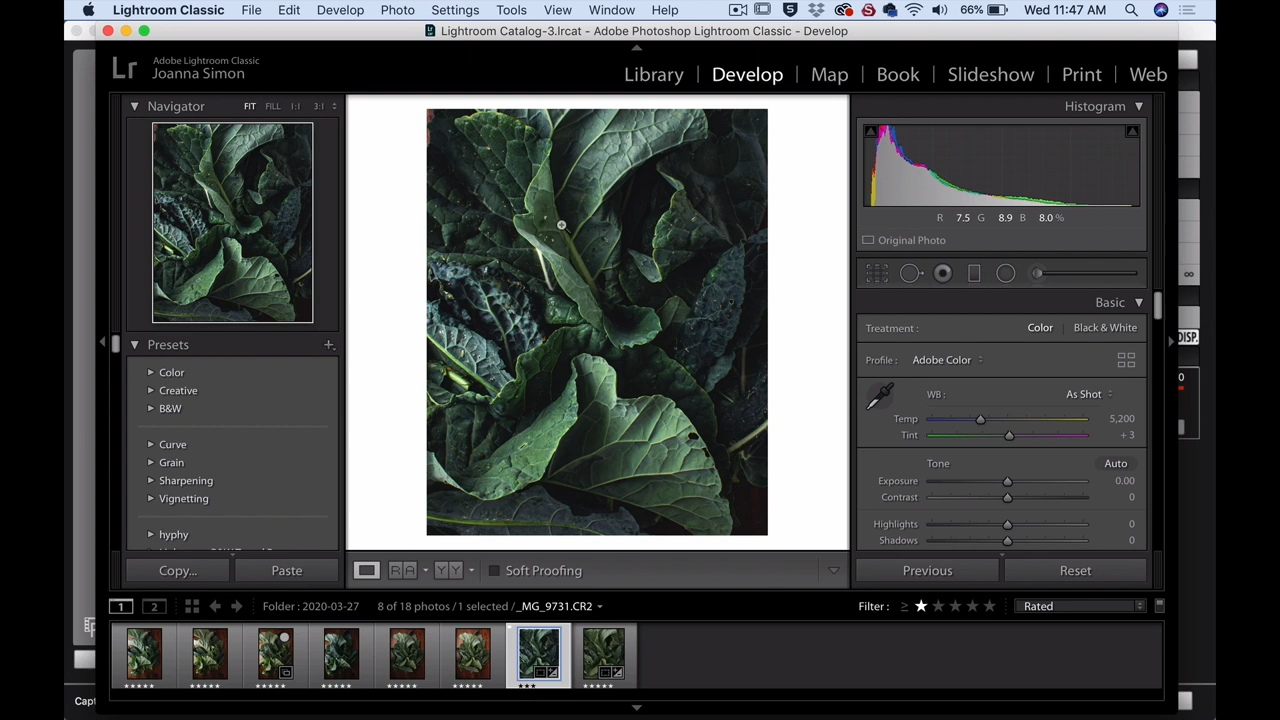 Lightroom Classic File Edit Develop Photo Settings Tools View Window Help 66% Wed 11:47 AM
Lightroom Catalog-3.lrcat - Adobe Photoshop Lightroom Classic - Develop
Lr Adobe Lightroom Classic
Joanna Simon
Library | Develop | Map | Book | Slideshow | Print | Web
Navigator FIT FILL 1:1 3:1
Histogram
R 7.5 G 8.9 B 8.0 %
Original Photo
Basic
Treatment : Color | Black & White
Profile : Adobe Color
WB : As Shot
Temp 5,200
Tint + 3
Tone Auto
Exposure 0.00
Contrast 0
Highlights 0
Shadows 0
Presets +
Color
Creative
B&W
Curve
Grain
Sharpening
Vignetting
hyphy
Copy... Paste
R A Y Y Soft Proofing
Previous Reset
1 2 Folder : 2020-03-27 8 of 18 photos / 1 selected / _MG_9731.CR2
Filter : ≥ ★★★★★ Rated
DISP.
0
Capt